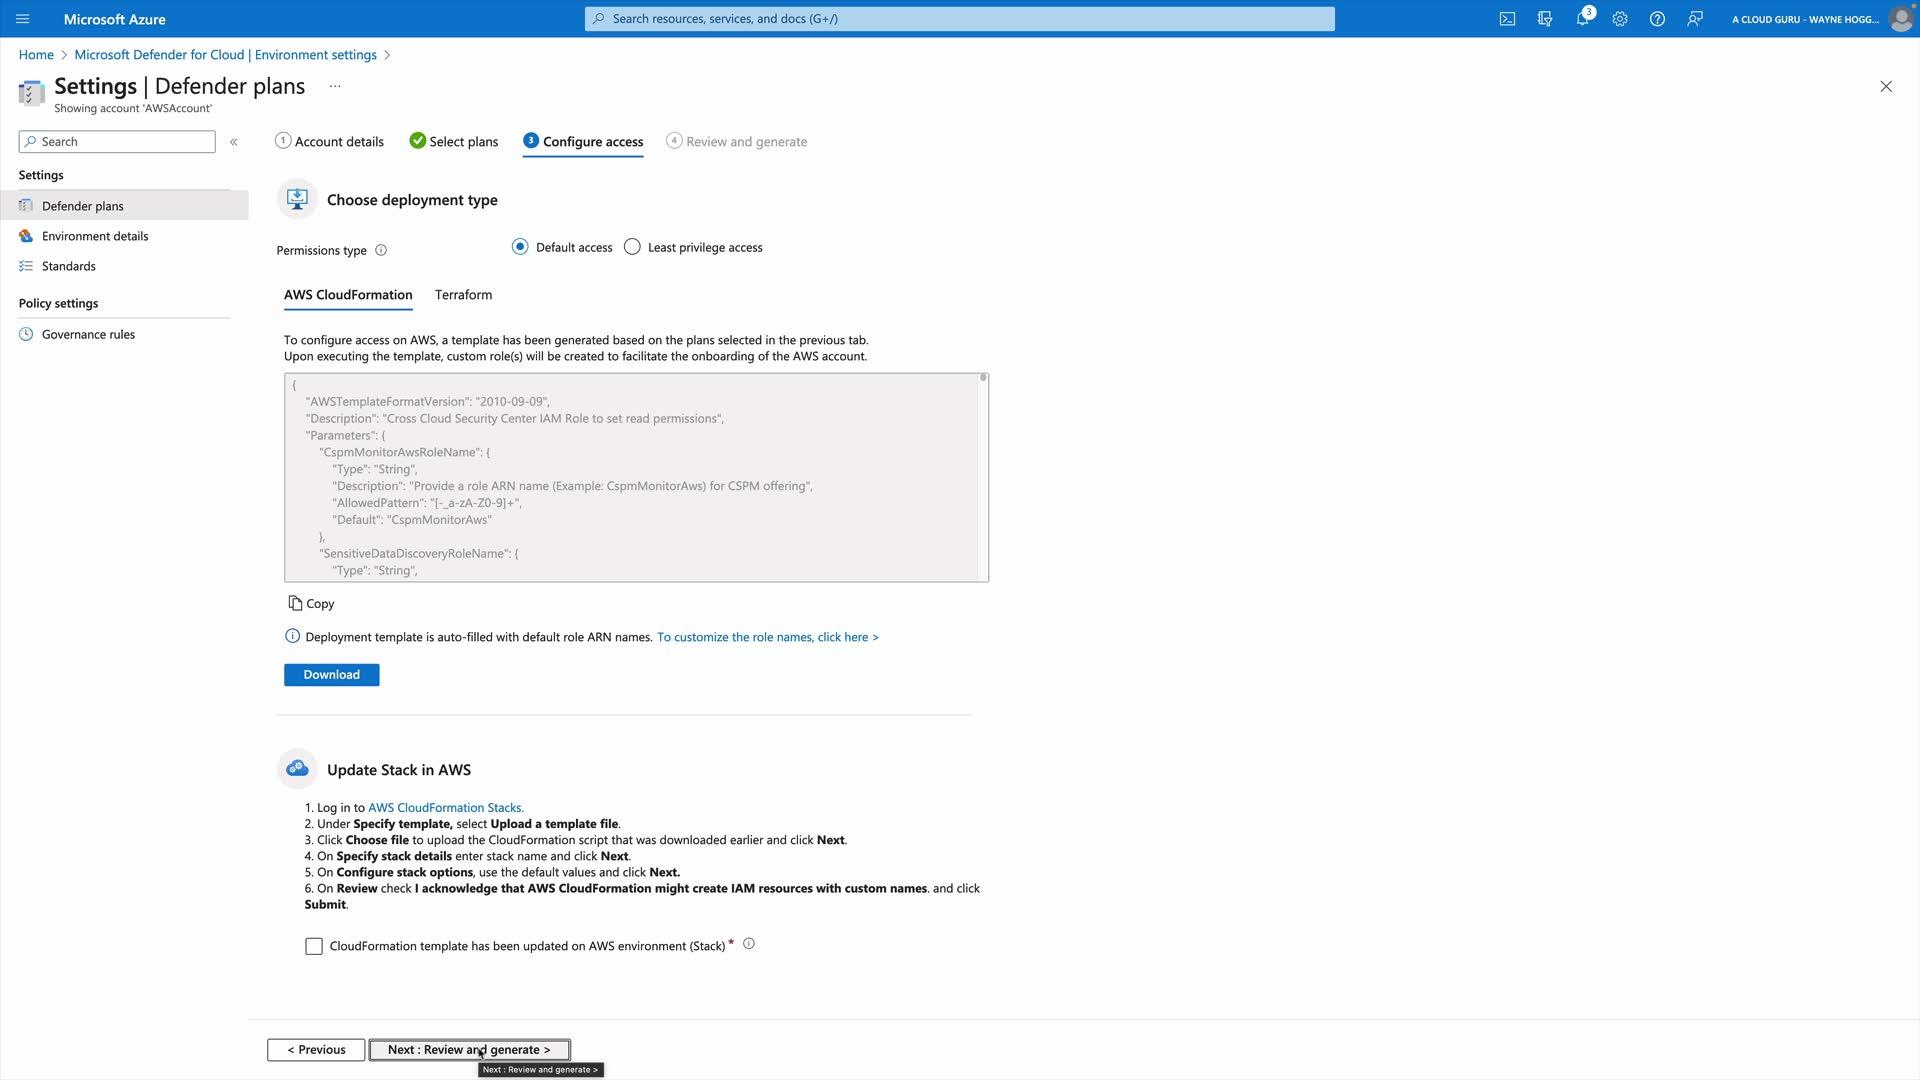 Microsoft Azure
Search resources, services, and docs (G+/)
3
A CLOUD GURU - WAYNE HOGG...
Home > Microsoft Defender for Cloud | Environment settings >
Settings | Defender plans ...
Showing account 'AWSAccount'
Search
«
1 Account details
Select plans
3 Configure access
4 Review and generate
Settings
Defender plans
Environment details
Standards
Policy settings
Governance rules
Choose deployment type
Permissions type
Default access
Least privilege access
AWS CloudFormation
Terraform
To configure access on AWS, a template has been generated based on the plans selected in the previous tab.
Upon executing the template, custom role(s) will be created to facilitate the onboarding of the AWS account.
{
"AWSTemplateFormatVersion": "2010-09-09",
"Description": "Cross Cloud Security Center IAM Role to set read permissions",
"Parameters": {
"CspmMonitorAwsRoleName": {
"Type": "String",
"Description": "Provide a role ARN name (Example: CspmMonitorAws) for CSPM offering",
"AllowedPattern": "[-_a-zA-Z0-9]+",
"Default": "CspmMonitorAws"
},
"SensitiveDataDiscoveryRoleName": {
"Type": "String",
Copy
Deployment template is auto-filled with default role ARN names. To customize the role names, click here >
Download
Update Stack in AWS
1. Log in to AWS CloudFormation Stacks.
2. Under Specify template, select Upload a template file.
3. Click Choose file to upload the CloudFormation script that was downloaded earlier and click Next.
4. On Specify stack details enter stack name and click Next.
5. On Configure stack options, use the default values and click Next.
6. On Review check I acknowledge that AWS CloudFormation might create IAM resources with custom names. and click
Submit.
CloudFormation template has been updated on AWS environment (Stack) *
< Previous
Next : Review and generate >
Next : Review and generate >